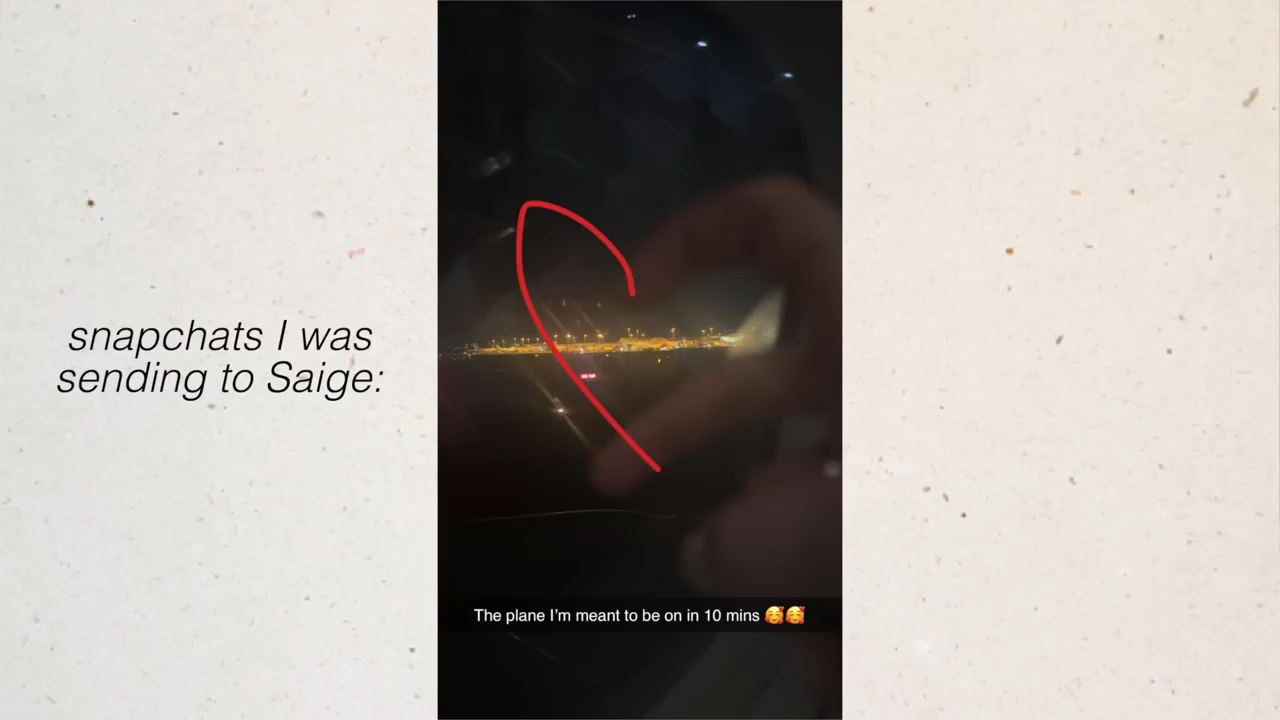 snapchats I was
sending to Saige:
The plane I'm meant to be on in 10 mins 🥰🥰